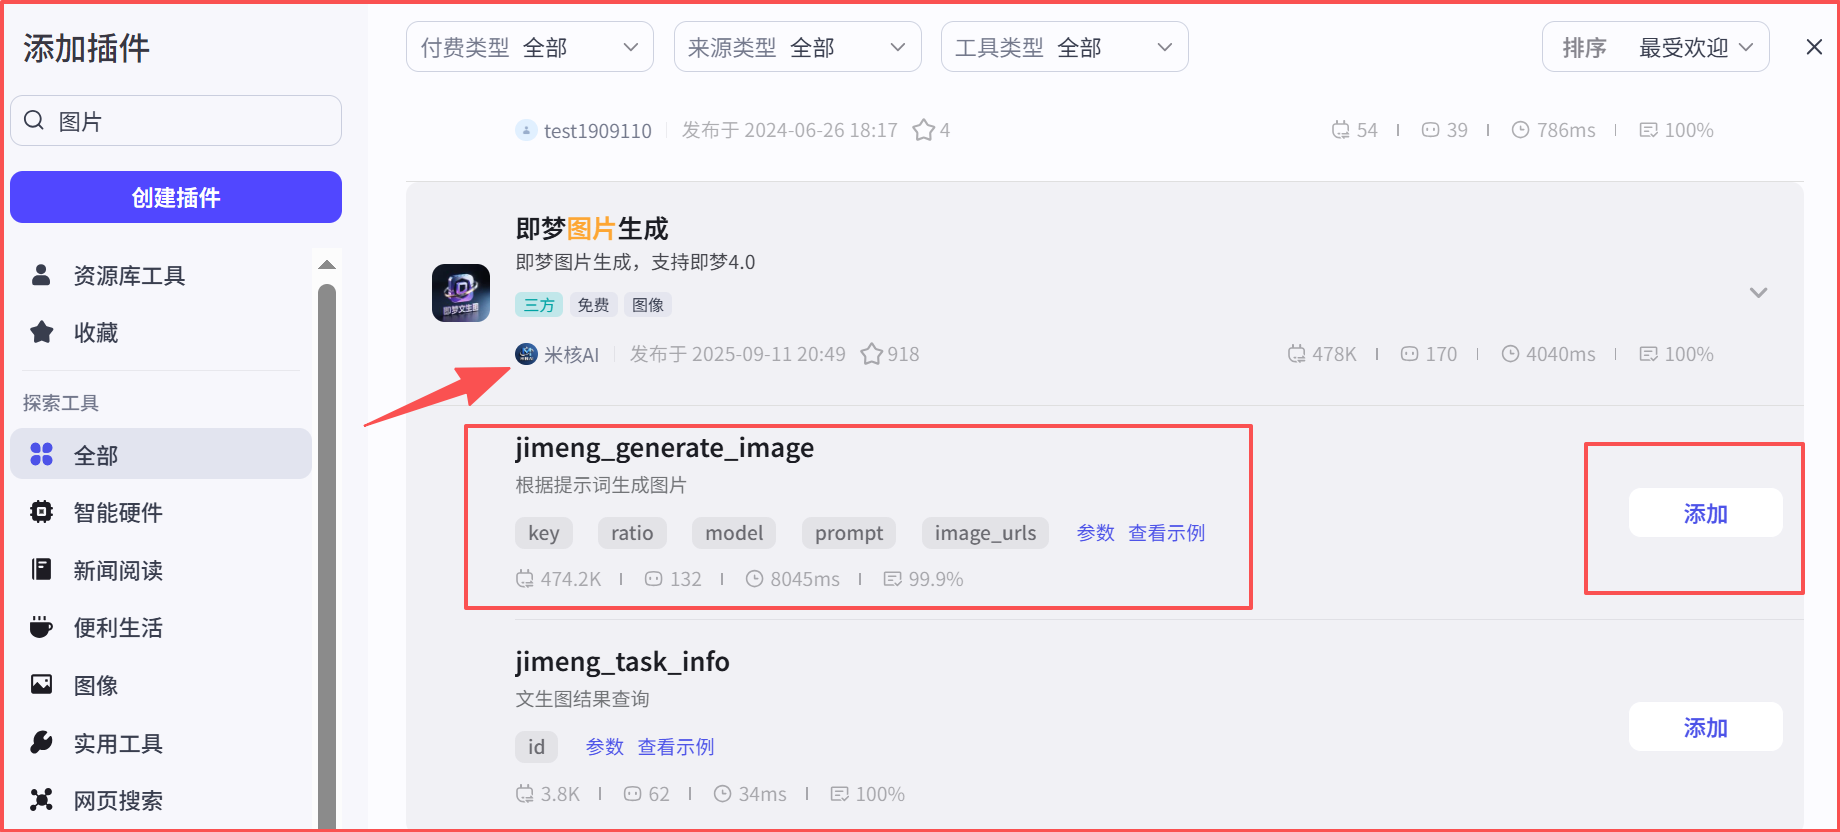 添加插件
付费类型 全部
来源类型 全部
工具类型 全部
排序 最受欢迎
图片
创建插件
资源库工具
收藏
探索工具
全部
智能硬件
新闻阅读
便利生活
图像
实用工具
网页搜索
test1909110 发布于 2024-06-26 18:17 4
54 39 786ms 100%
即梦图片生成
即梦图片生成，支持即梦4.0
三方 免费 图像
即梦文生图
米核AI 发布于 2025-09-11 20:49 918
478K 170 4040ms 100%
jimeng_generate_image
根据提示词生成图片
key ratio model prompt image_urls 参数 查看示例
474.2K 132 8045ms 99.9%
添加
jimeng_task_info
文生图结果查询
id 参数 查看示例
3.8K 62 34ms 100%
添加